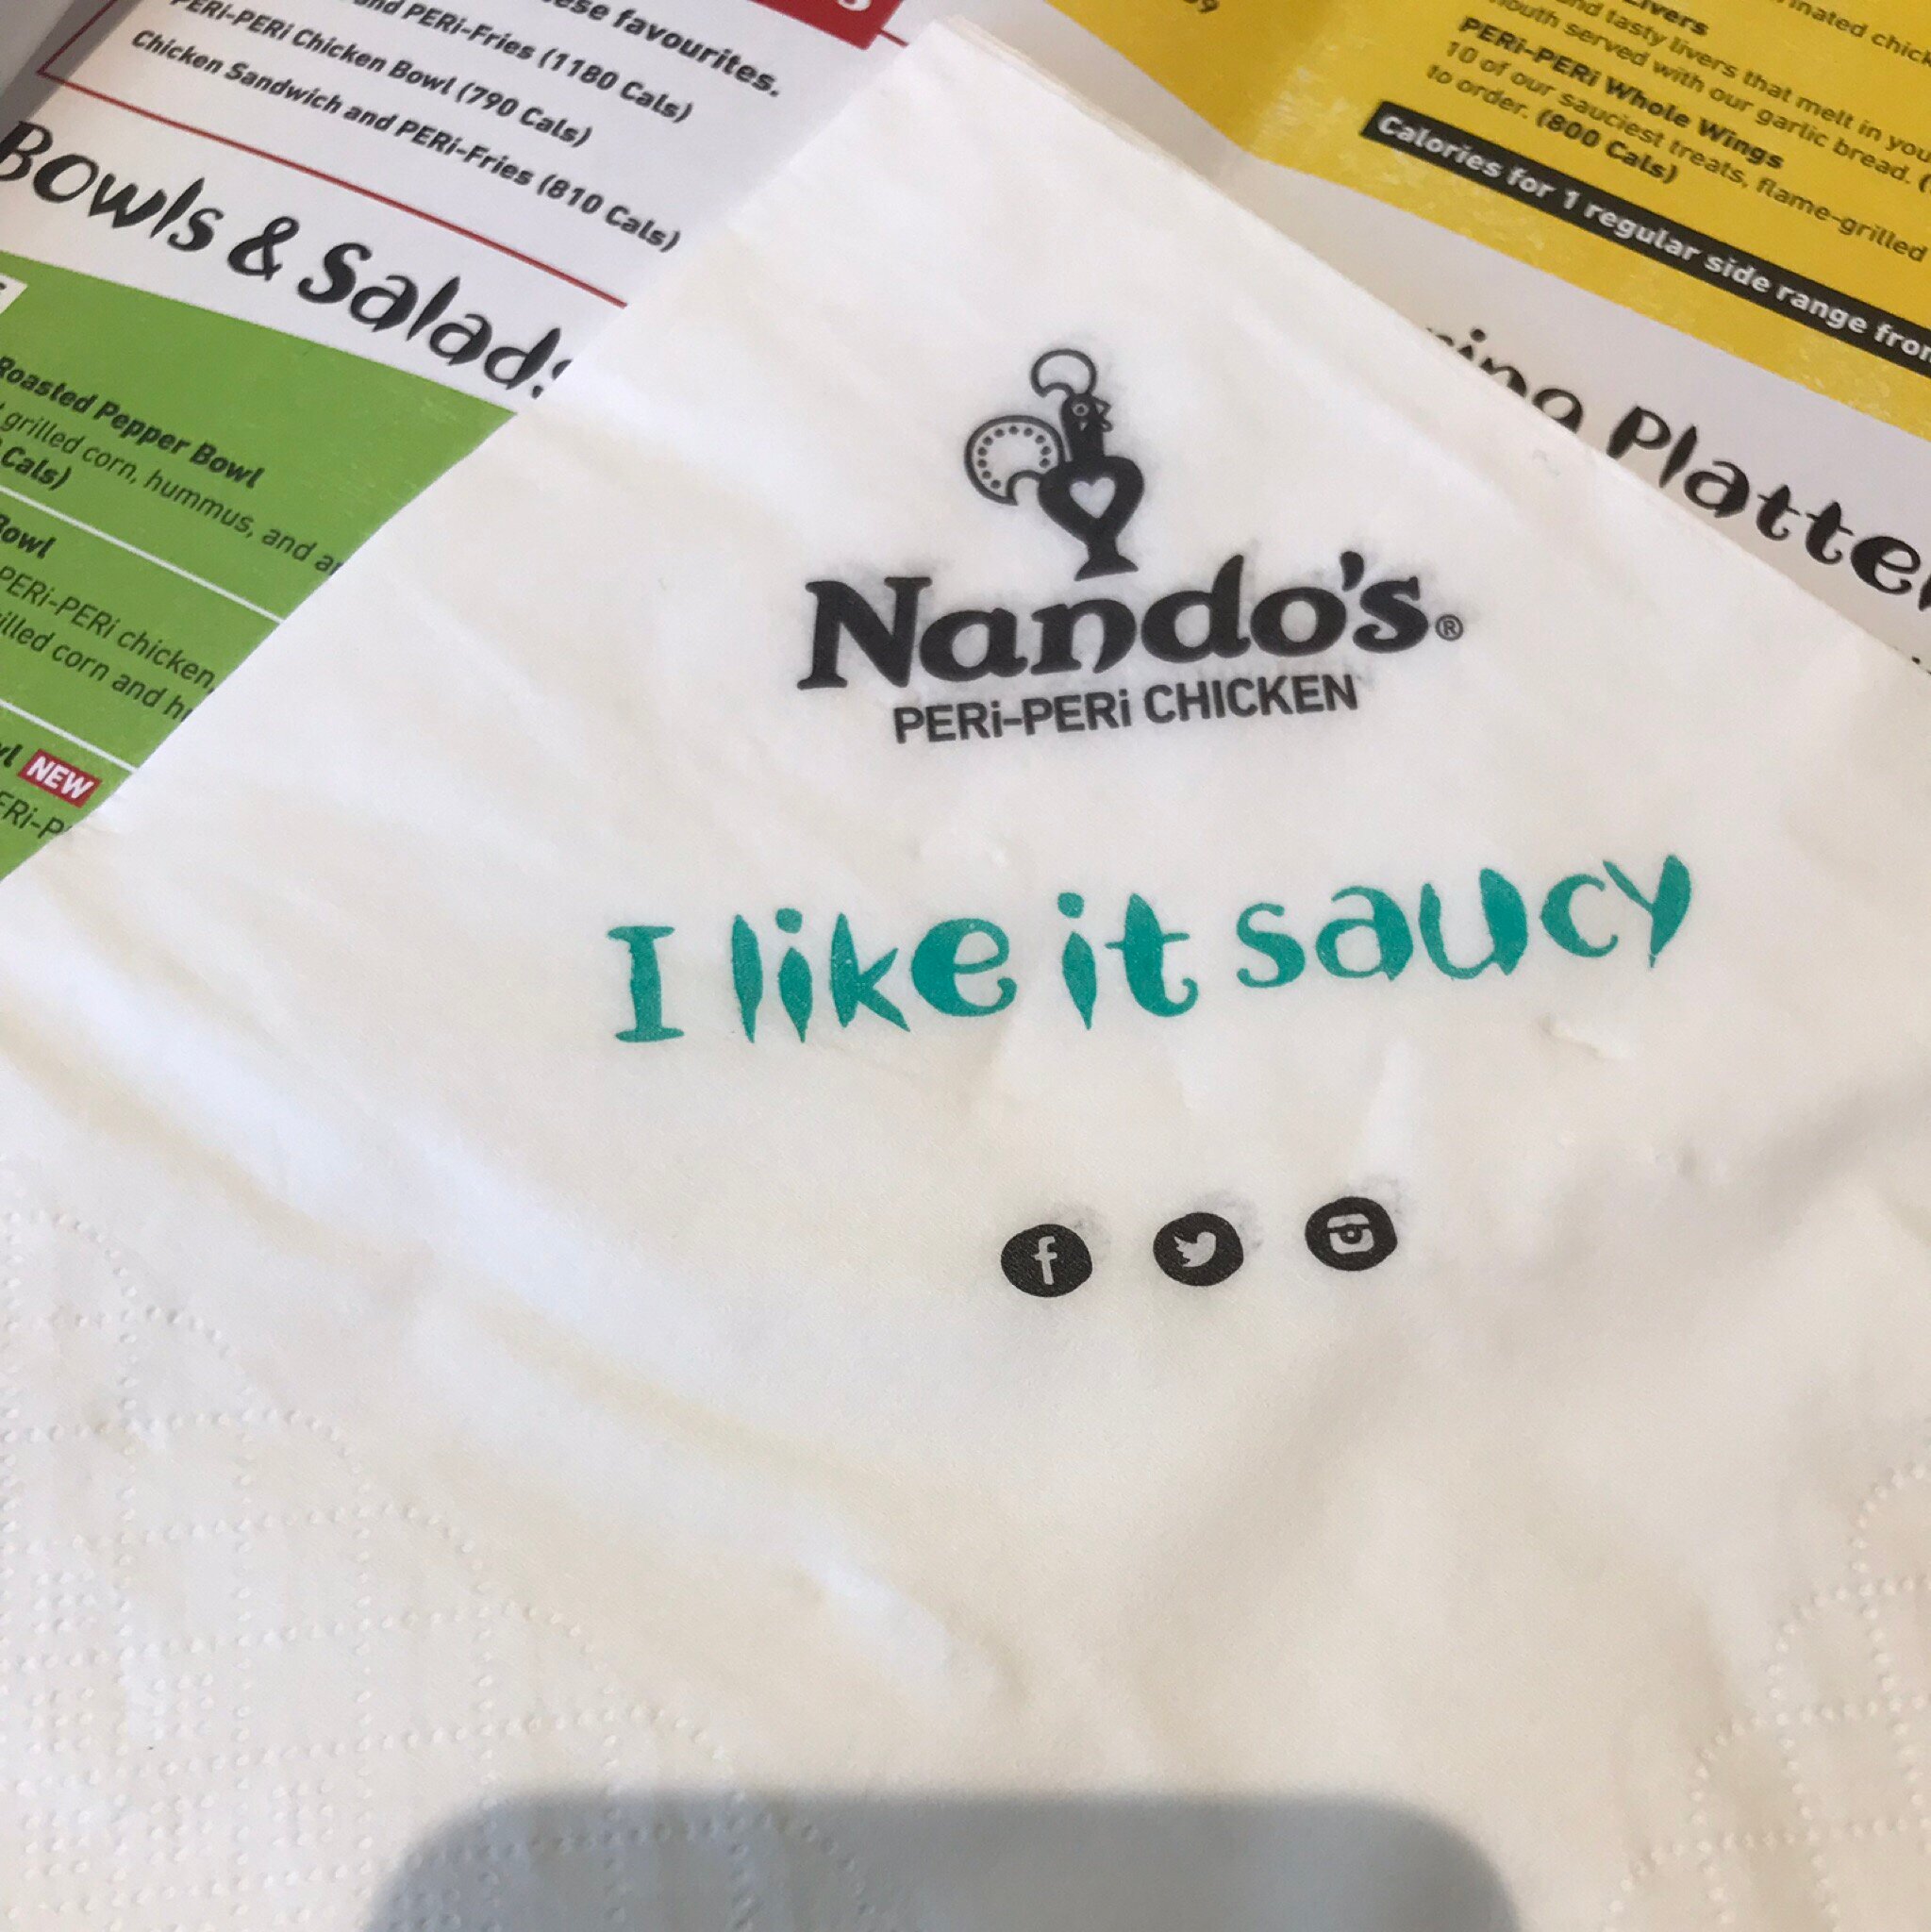 ese favourites.
and PERi-Fries (1180 Cals)
PERi-PERi Chicken Bowl (790 Cals)
Chicken Sandwich and PERi-Fries (810 Cals)
Bowls & Salads
Roasted Pepper Bowl
grilled corn, hummus, and
Cals)
Bowl
PERi-PERi chicken,
illed corn and
NEW
Livers
and tasty livers that melt in you
mouth served with our garlic bread. (
PERi-PERi Whole Wings
10 of our sauciest treats, flame-grilled
to order. (800 Cals)
Calories for 1 regular side range from
ring Platte
Nando's®
PERi-PERi CHICKEN
I like it saucy
f